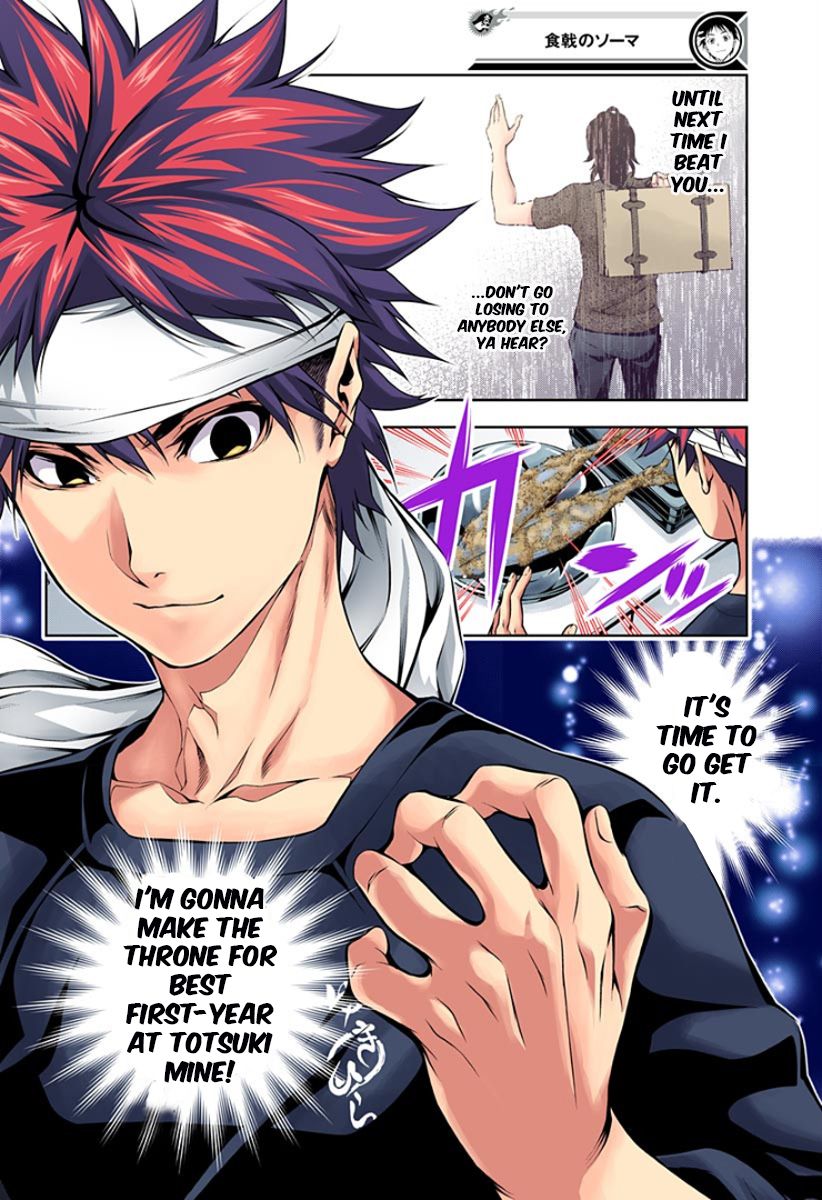 食戟のソーマ
UNTIL
NEXT
TIME I
BEAT
YOU...
...DON'T GO
LOSING TO
ANYBODY ELSE,
YA HEAR?
カッ
IT'S
TIME TO
GO GET
IT.
I'M GONNA
MAKE THE
THRONE FOR
BEST
FIRST-YEAR
AT TOTSUKI
MINE!
ゆきひら